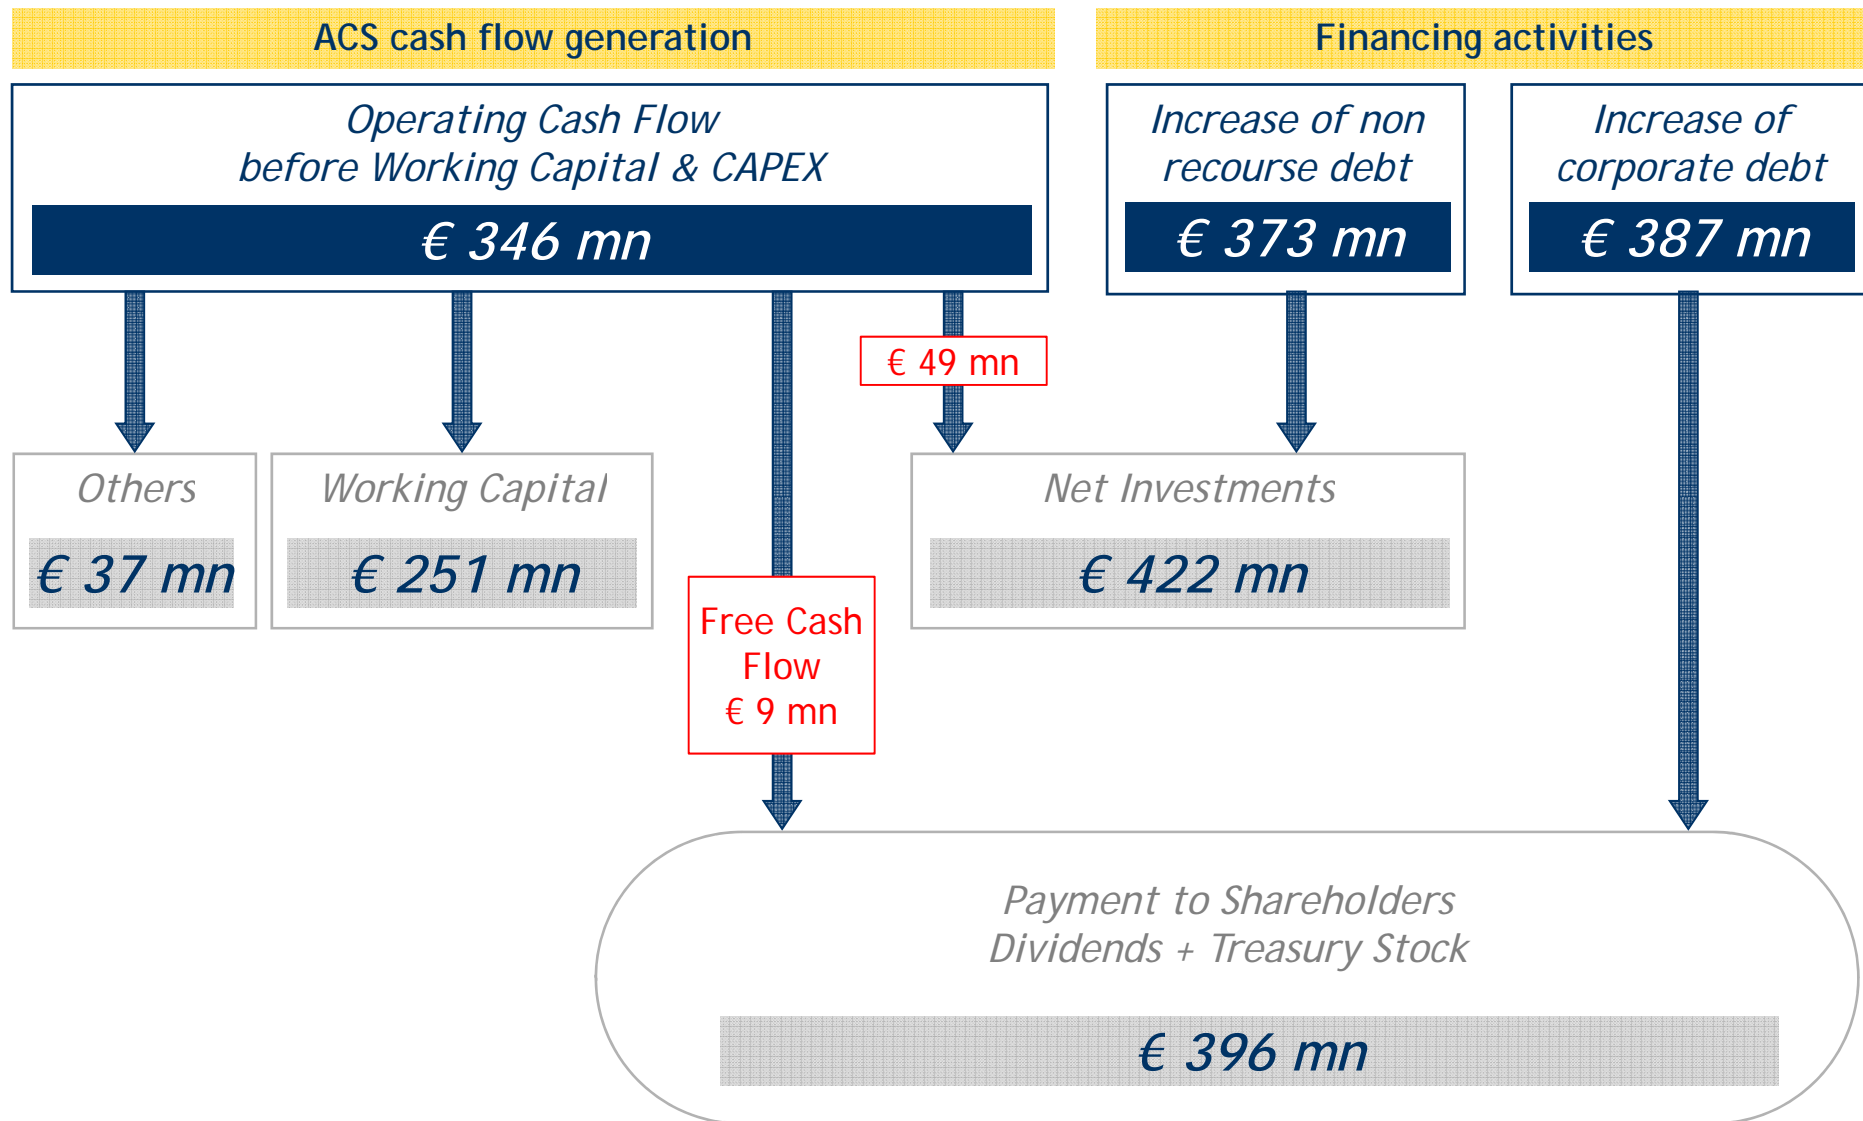 ACS cash flow generation
Financing activities
Operating Cash Flow
before Working Capital & CAPEX
€ 346 mn
Increase of non
recourse debt
€ 373 mn
Increase of
corporate debt
€ 387 mn
€ 49 mn
Others
€ 37 mn
Working Capital
€ 251 mn
Net Investments
€ 422 mn
Free Cash
Flow
€ 9 mn
Payment to Shareholders
Dividends + Treasury Stock
€ 396 mn